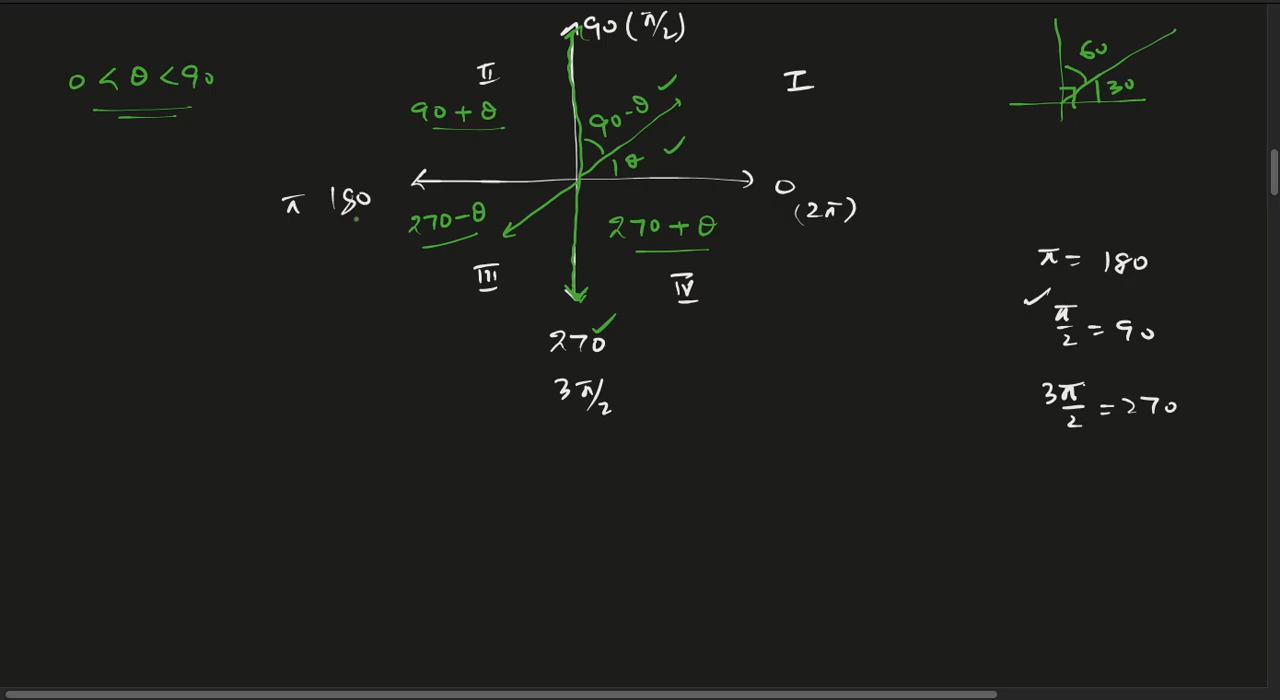 90 (π/2)
0 < θ < 90
II
I
90 + θ
90-θ
θ
60
30
π 180
0
(2π)
270-θ
270 + θ
III
IV
270
3π/2
π = 180
π/2 = 90
3π/2 = 270